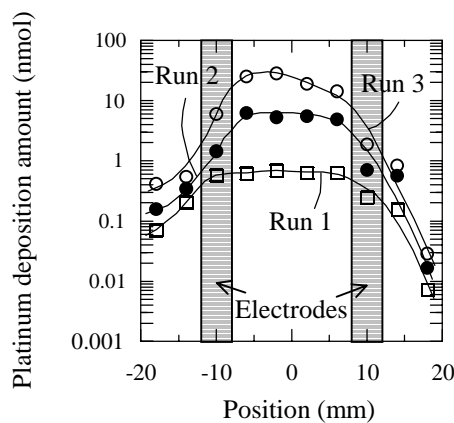 Platinum deposition amount (nmol)
100
10
1
0.1
0.01
0.001
Run 2
Run 3
Run 1
Electrodes
-20
-10
0
10
20
Position (mm)